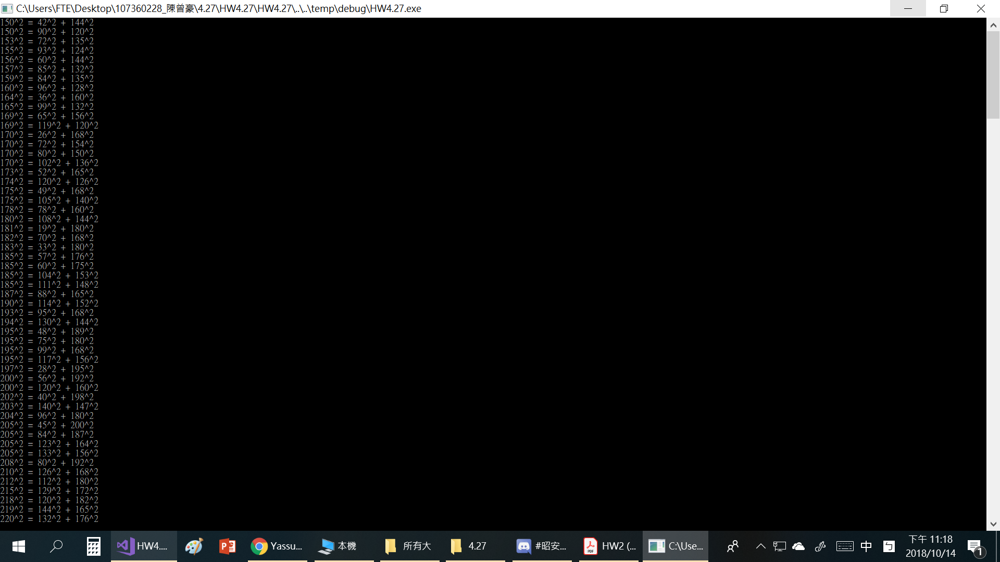 C:\Users\FTE\Desktop\107360228_陳曾豪\4.27\HW4.27\HW4.27\..\..\temp\debug\HW4.27.exe
150^2 = 42^2 + 144^2
150^2 = 90^2 + 120^2
153^2 = 72^2 + 135^2
155^2 = 93^2 + 124^2
156^2 = 60^2 + 144^2
157^2 = 85^2 + 132^2
159^2 = 84^2 + 135^2
160^2 = 96^2 + 128^2
164^2 = 36^2 + 160^2
165^2 = 99^2 + 132^2
169^2 = 65^2 + 156^2
169^2 = 119^2 + 120^2
170^2 = 26^2 + 168^2
170^2 = 72^2 + 154^2
170^2 = 80^2 + 150^2
170^2 = 102^2 + 136^2
173^2 = 52^2 + 165^2
174^2 = 120^2 + 126^2
175^2 = 49^2 + 168^2
175^2 = 105^2 + 140^2
178^2 = 78^2 + 160^2
180^2 = 108^2 + 144^2
181^2 = 19^2 + 180^2
182^2 = 70^2 + 168^2
183^2 = 33^2 + 180^2
185^2 = 57^2 + 176^2
185^2 = 60^2 + 175^2
185^2 = 104^2 + 153^2
185^2 = 111^2 + 148^2
187^2 = 88^2 + 165^2
190^2 = 114^2 + 152^2
193^2 = 95^2 + 168^2
194^2 = 130^2 + 144^2
195^2 = 48^2 + 189^2
195^2 = 75^2 + 180^2
195^2 = 99^2 + 168^2
195^2 = 117^2 + 156^2
197^2 = 28^2 + 195^2
200^2 = 56^2 + 192^2
200^2 = 120^2 + 160^2
202^2 = 40^2 + 198^2
203^2 = 140^2 + 147^2
204^2 = 96^2 + 180^2
205^2 = 45^2 + 200^2
205^2 = 84^2 + 187^2
205^2 = 123^2 + 164^2
205^2 = 133^2 + 156^2
208^2 = 80^2 + 192^2
210^2 = 126^2 + 168^2
212^2 = 112^2 + 180^2
215^2 = 129^2 + 172^2
218^2 = 120^2 + 182^2
219^2 = 144^2 + 165^2
220^2 = 132^2 + 176^2
HW4.... Yassu... 本機 所有大 4.27 #昭安... HW2 (... C:\Use... 中 ㄅ 下午 11:18
2018/10/14 1